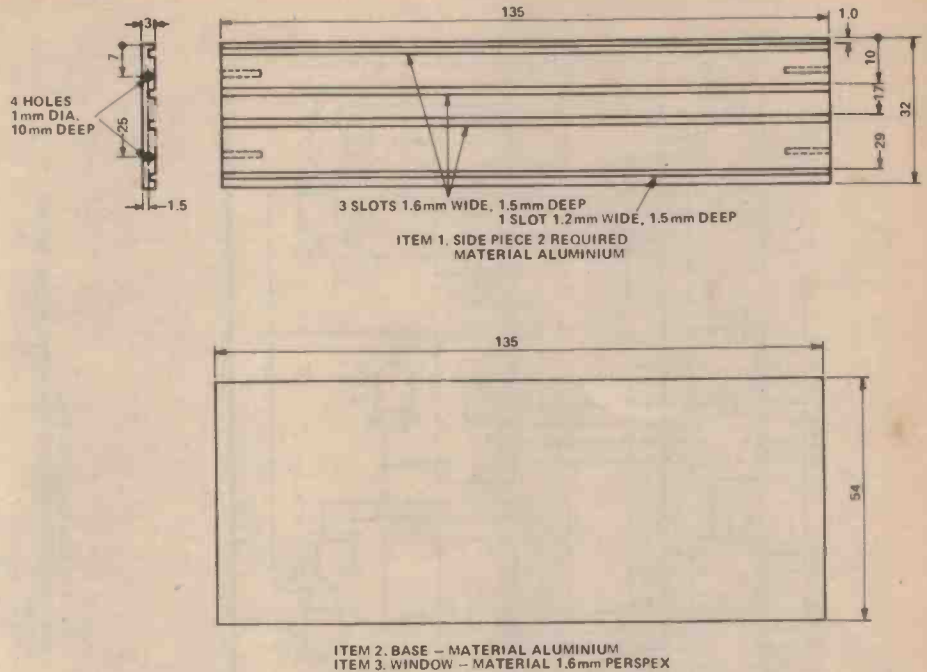 135
3
1.0
7
10
17
32
4 HOLES
1mm DIA.
10mm DEEP
25
29
1.5
3 SLOTS 1.6mm WIDE, 1.5mm DEEP
1 SLOT 1.2mm WIDE, 1.5mm DEEP
ITEM 1. SIDE PIECE 2 REQUIRED
MATERIAL ALUMINIUM
135
54
ITEM 2. BASE – MATERIAL ALUMINIUM
ITEM 3. WINDOW – MATERIAL 1.6mm PERSPEX